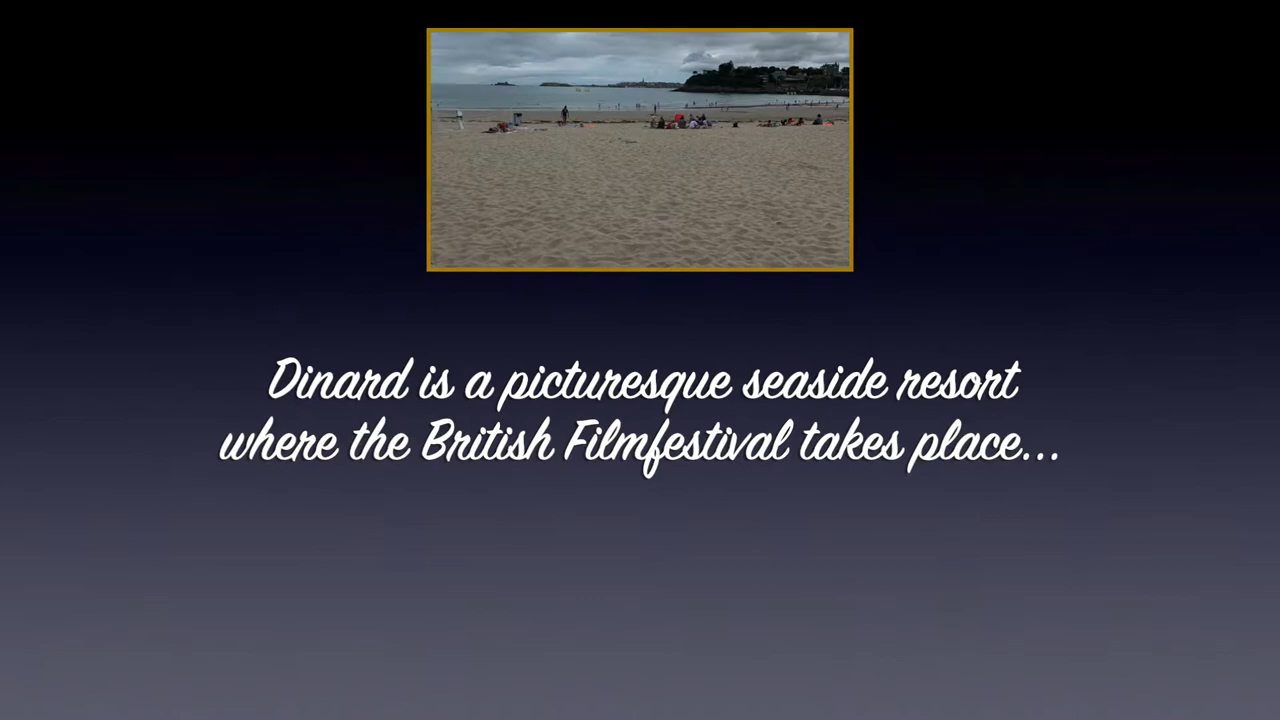 Dinard is a picturesque seaside resort
where the British Filmfestival takes place...